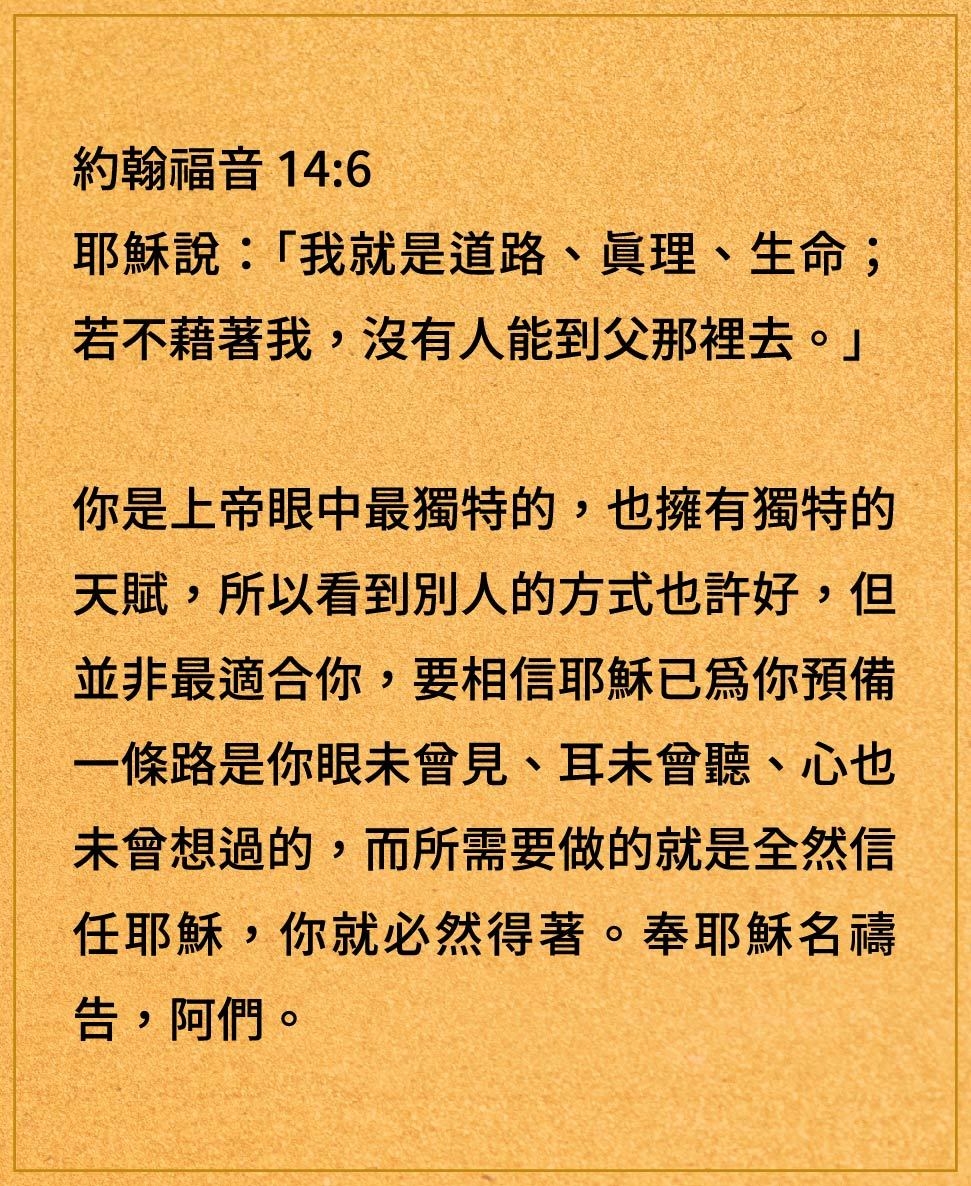 約翰福音 14:6
耶穌說：「我就是道路、眞理、生命；
若不藉著我，沒有人能到父那裡去。」
你是上帝眼中最獨特的，也擁有獨特的
天賦，所以看到別人的方式也許好，但
並非最適合你，要相信耶穌已爲你預備
一條路是你眼未曾見、耳未曾聽、心也
未曾想過的，而所需要做的就是全然信
任耶穌，你就必然得著。奉耶穌名禱
告，阿們。